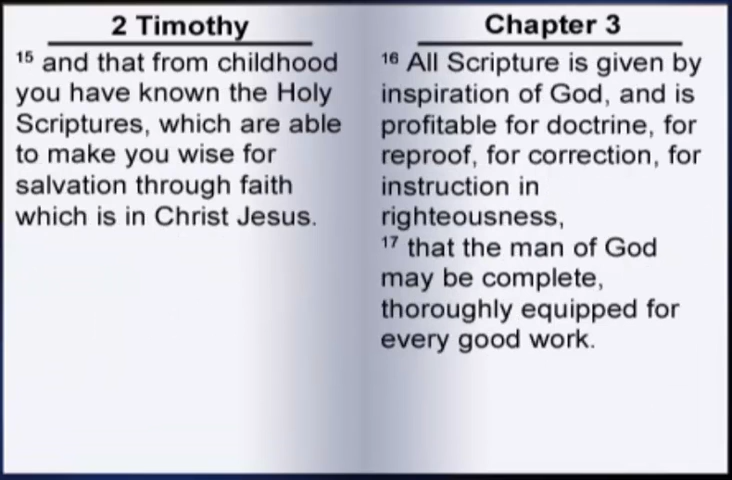 2 Timothy
15 and that from childhood
you have known the Holy
Scriptures, which are able
to make you wise for
salvation through faith
which is in Christ Jesus.
Chapter 3
16 All Scripture is given by
inspiration of God, and is
profitable for doctrine, for
reproof, for correction, for
instruction in
righteousness,
17 that the man of God
may be complete,
thoroughly equipped for
every good work.